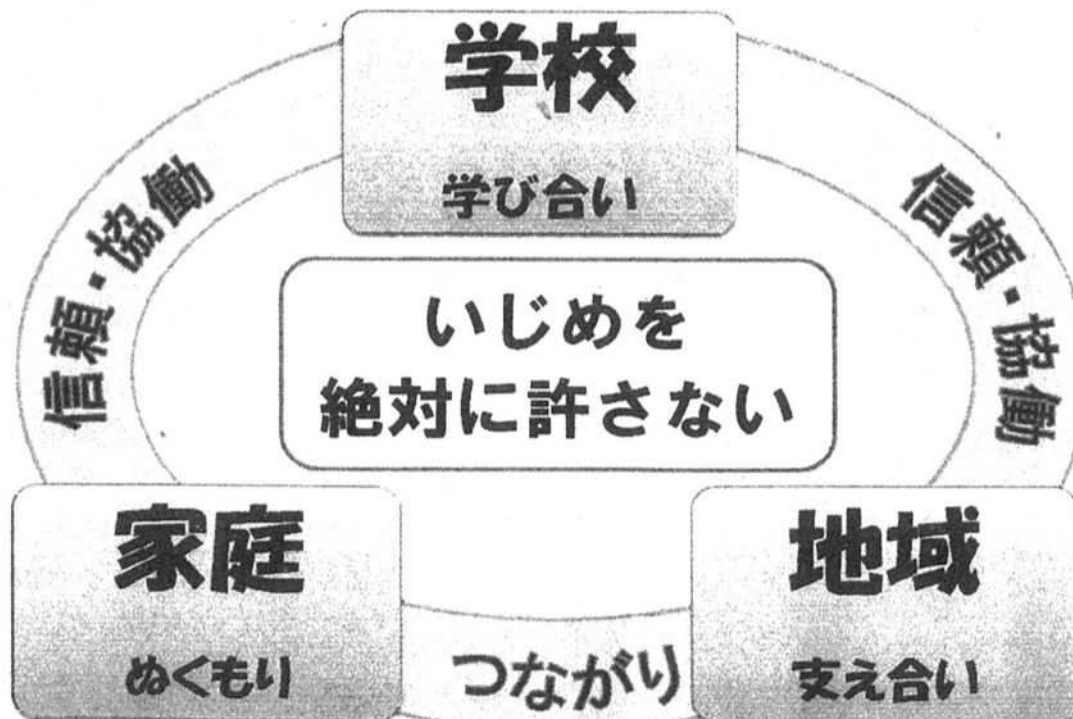 学校
学び合い
信頼・協働
信頼・協働
いじめを
絶対に許さない
家庭
ぬくもり
つながり
地域
支え合い